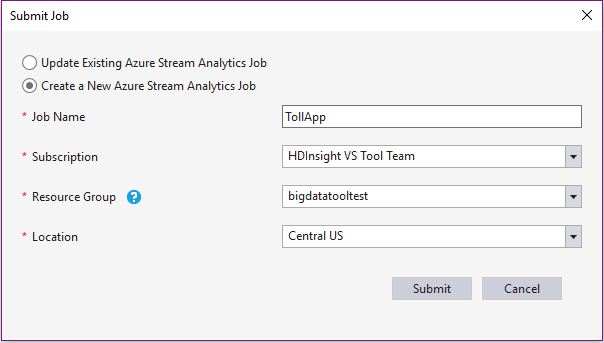 Submit Job
Update Existing Azure Stream Analytics Job
Create a New Azure Stream Analytics Job
* Job Name TollApp
* Subscription HDInsight VS Tool Team
* Resource Group ? bigdatatooltest
* Location Central US
Submit Cancel